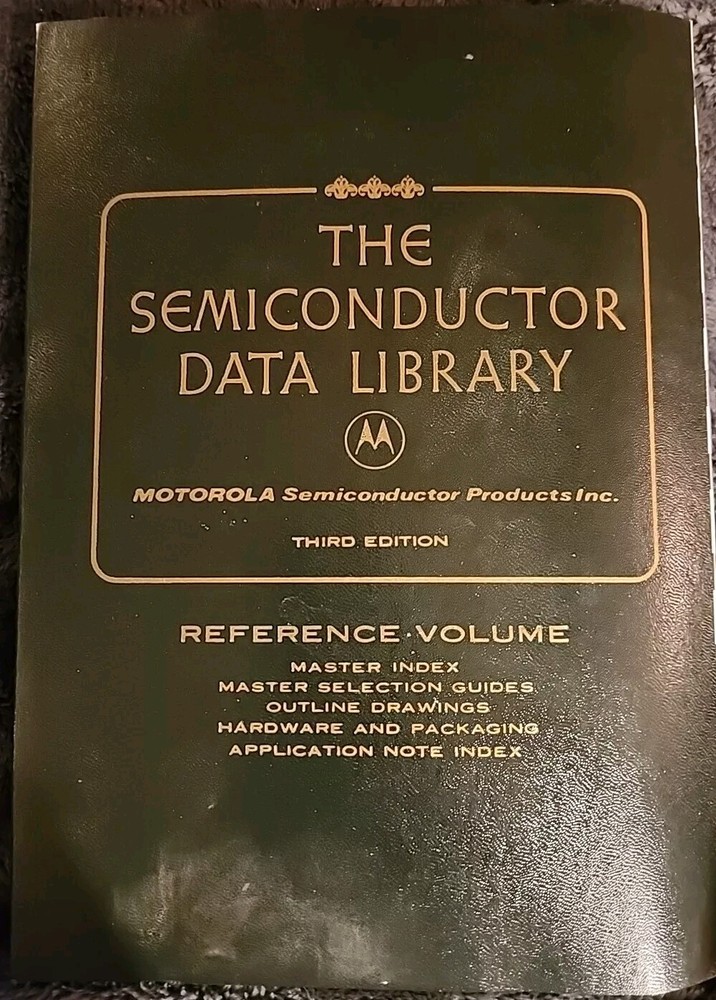 THE
SEMICONDUCTOR
DATA LIBRARY
M
MOTOROLA Semiconductor Products Inc.
THIRD EDITION
REFERENCE·VOLUME
MASTER INDEX
MASTER SELECTION GUIDES
OUTLINE DRAWINGS
HARDWARE AND PACKAGING
APPLICATION NOTE INDEX